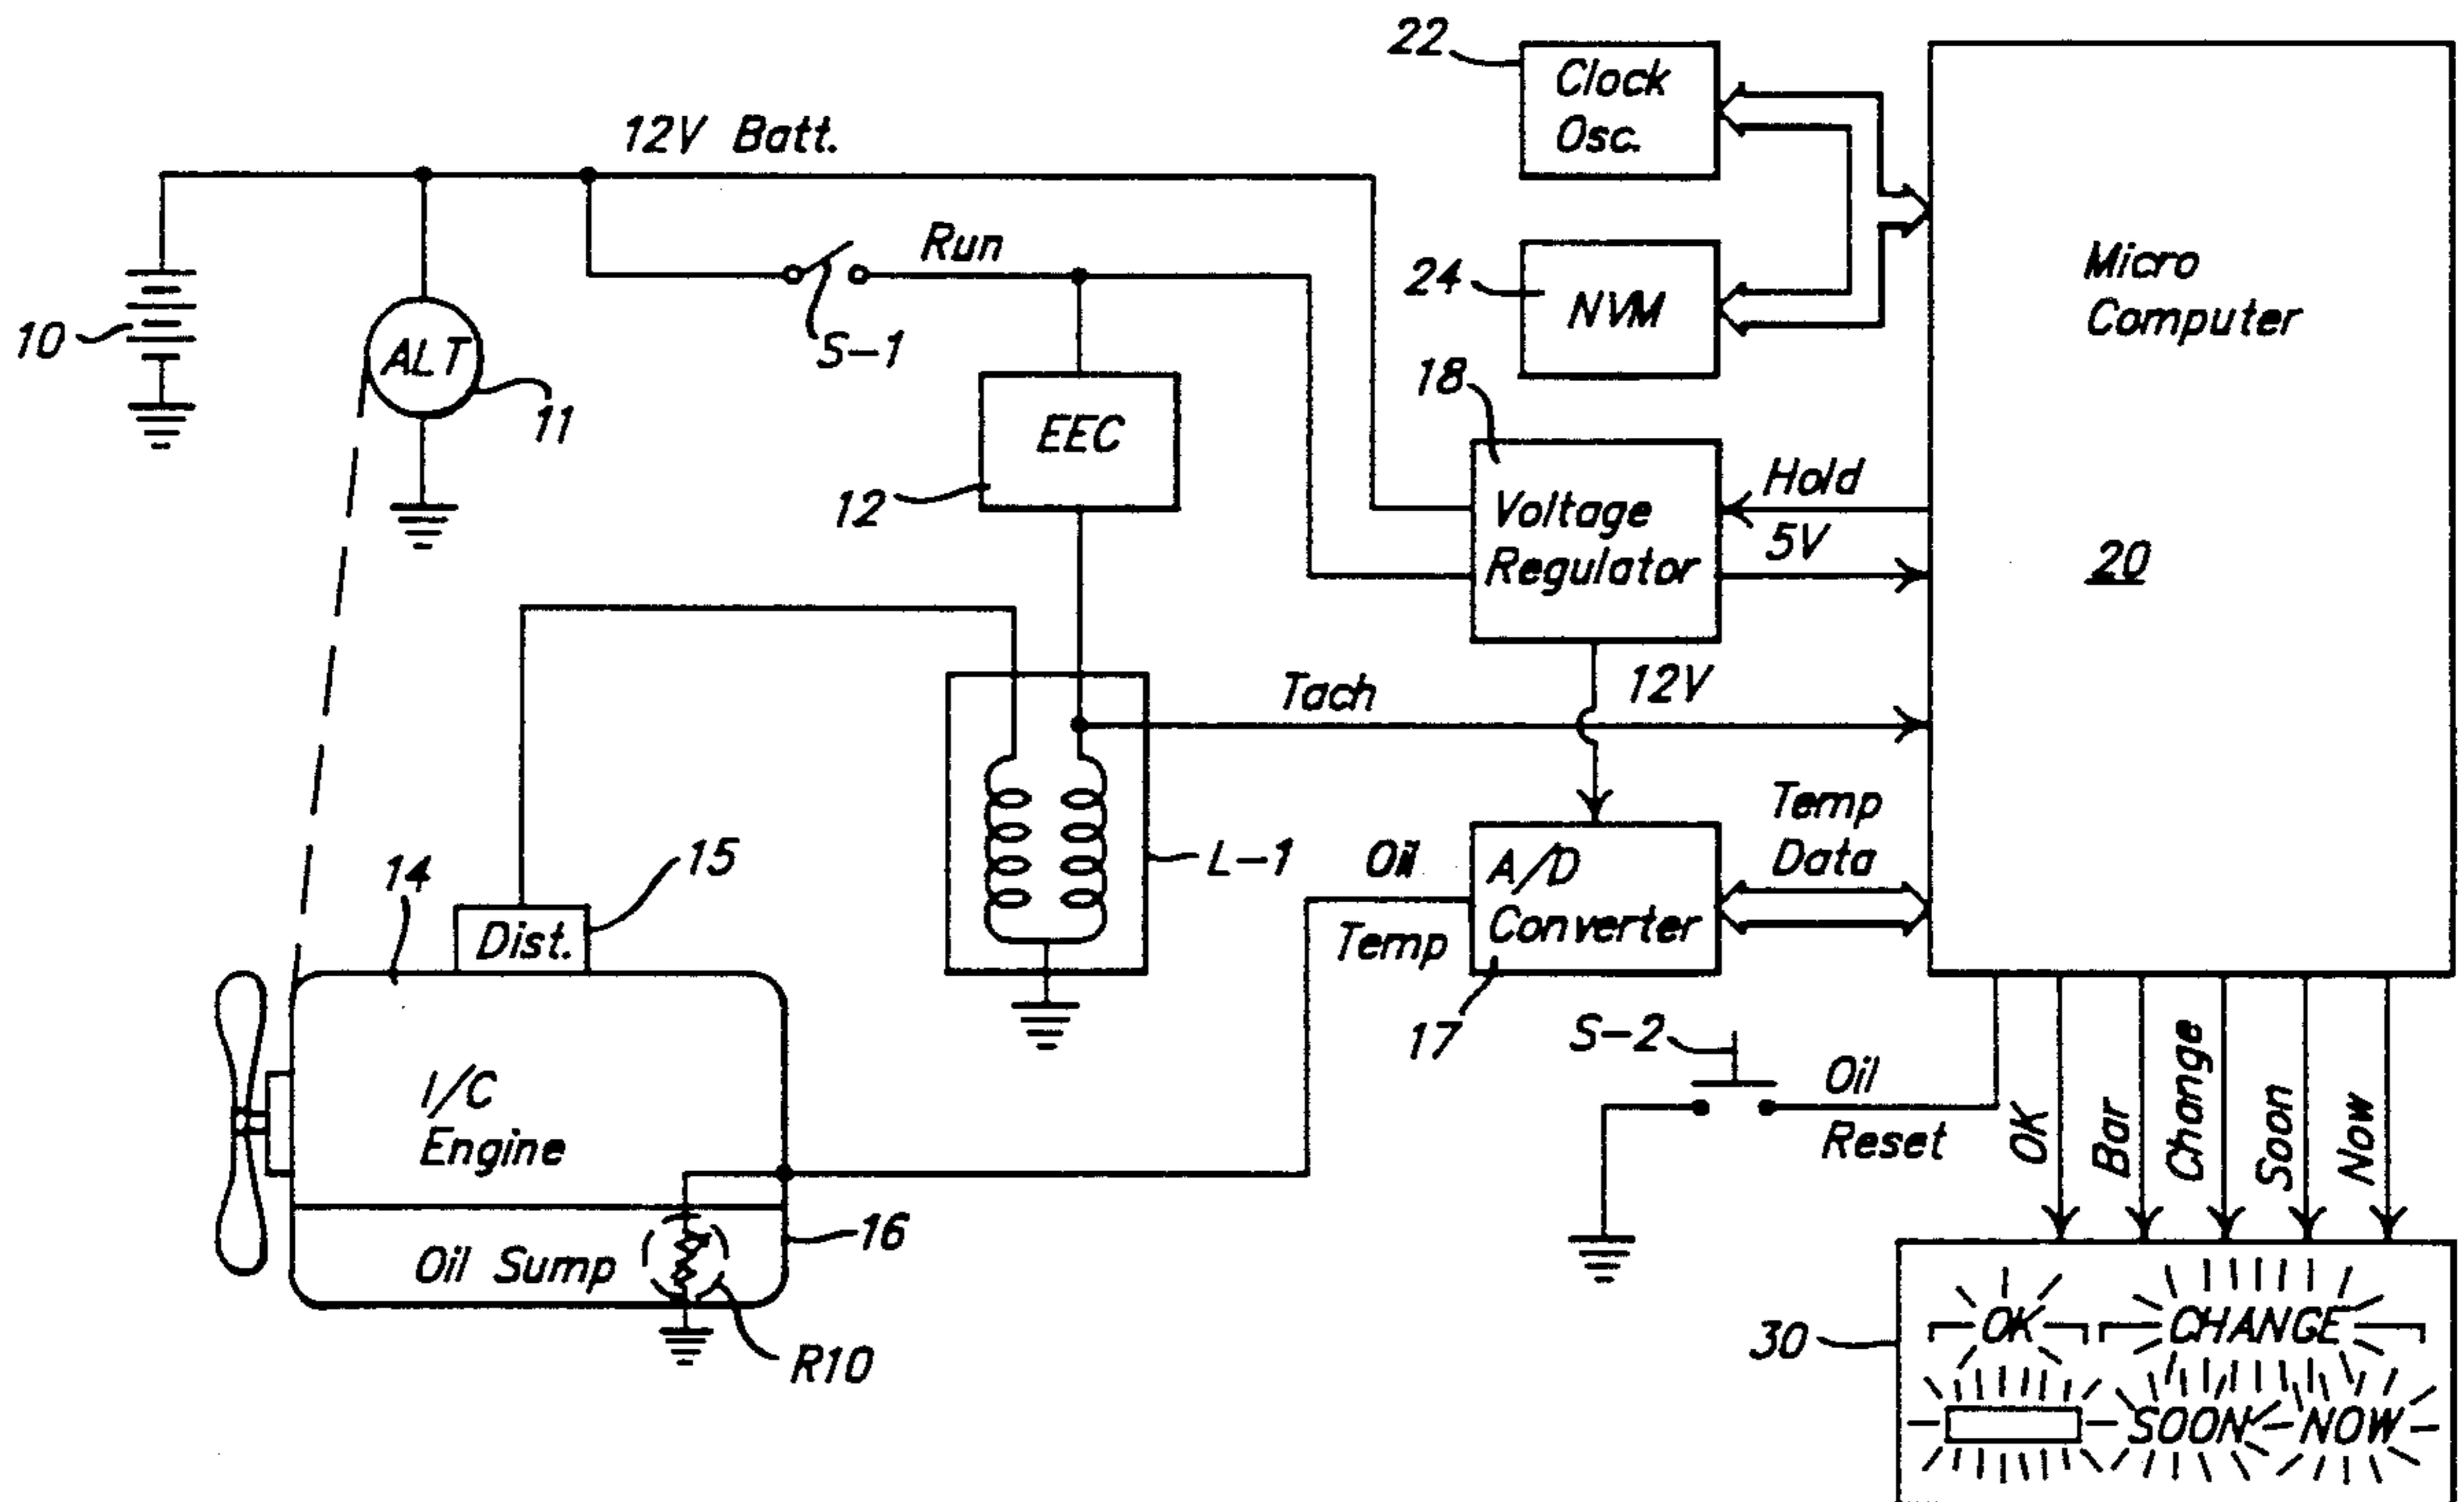 22
Clock
Osc.
12V Batt.
Run
24
NVM
Micro
Computer
10
S-1
ALT
11
18
EEC
12
Hold
Voltage
5V
Regulator
20
12V
Tach
Temp
Data
14
15
L-1
Oil
Temp
A/D
Converter
Dist.
17
S-2
Oil
Reset
I/C
Engine
OK
Bar
Change
Soon
Now
Oil Sump
16
R10
30
OK
CHANGE
SOON
NOW